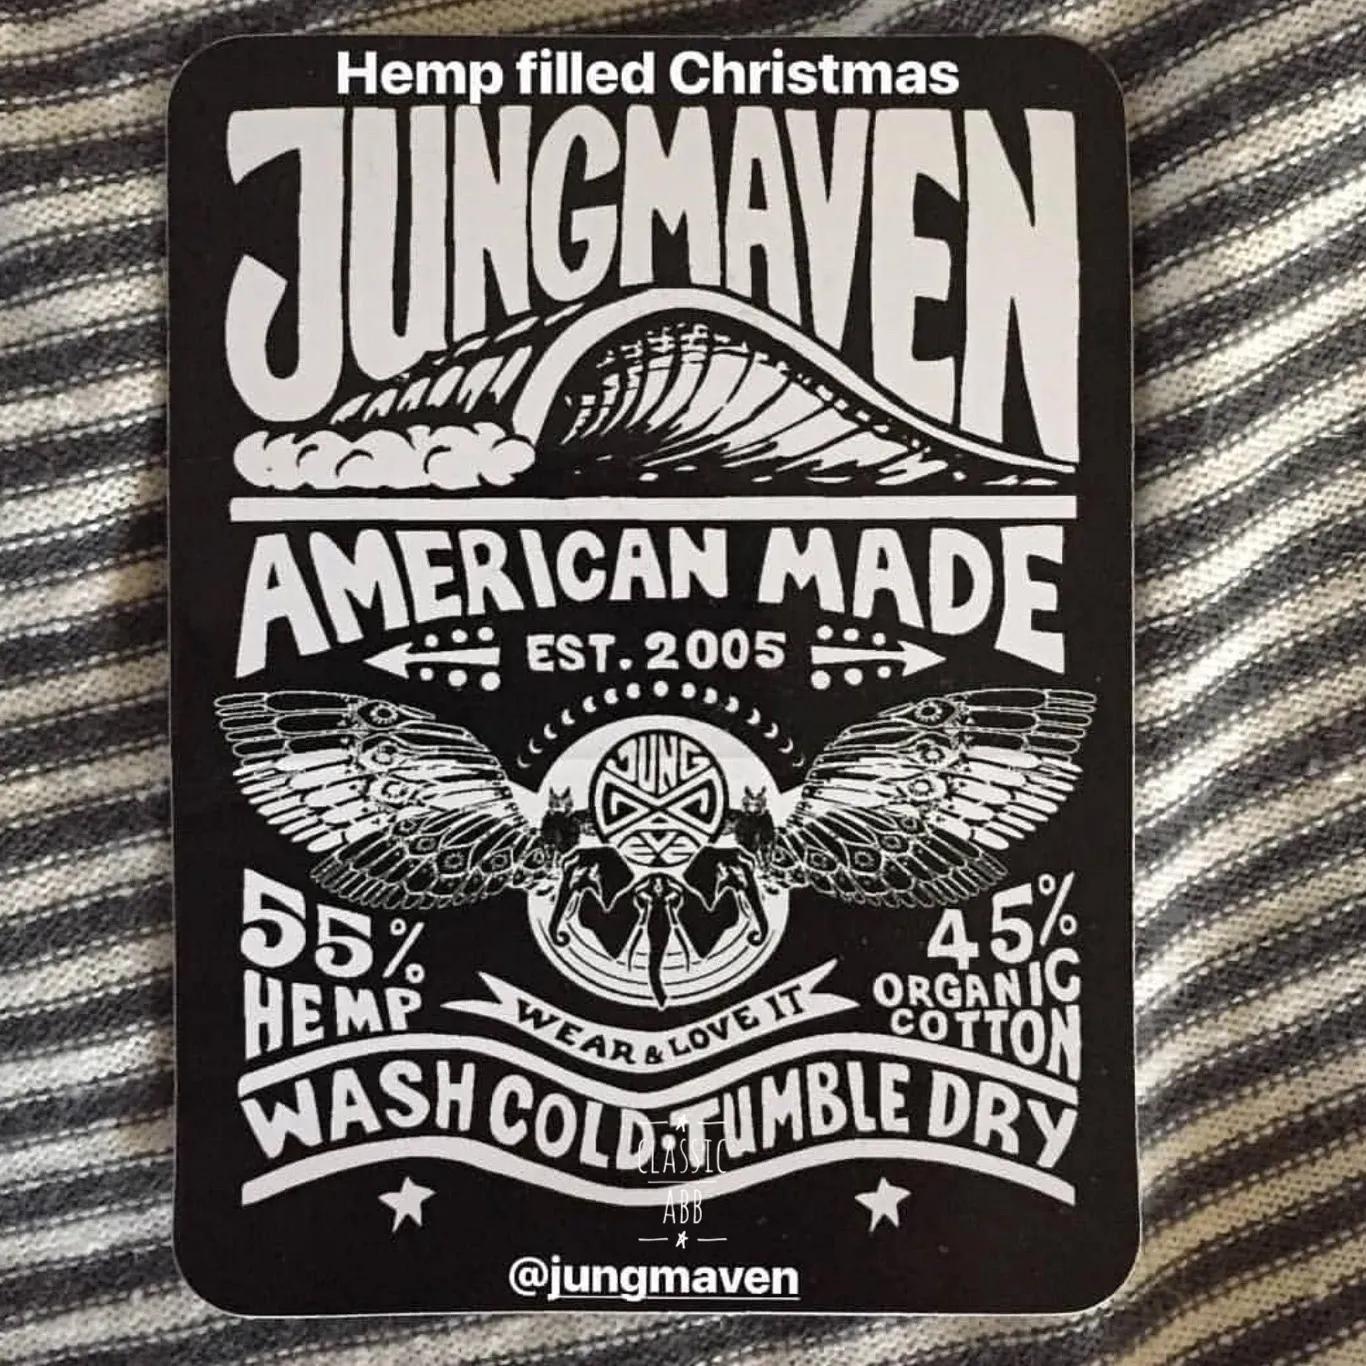 Hemp filled Christmas
JUNGMAVEN
AMERICAN MADE
EST. 2005
JUNG
MAVEN
55%
HEMP
45%
ORGANIC
COTTON
WEAR & LOVE IT
WASH COLD·TUMBLE DRY
CLASSIC
ABB
@jungmaven